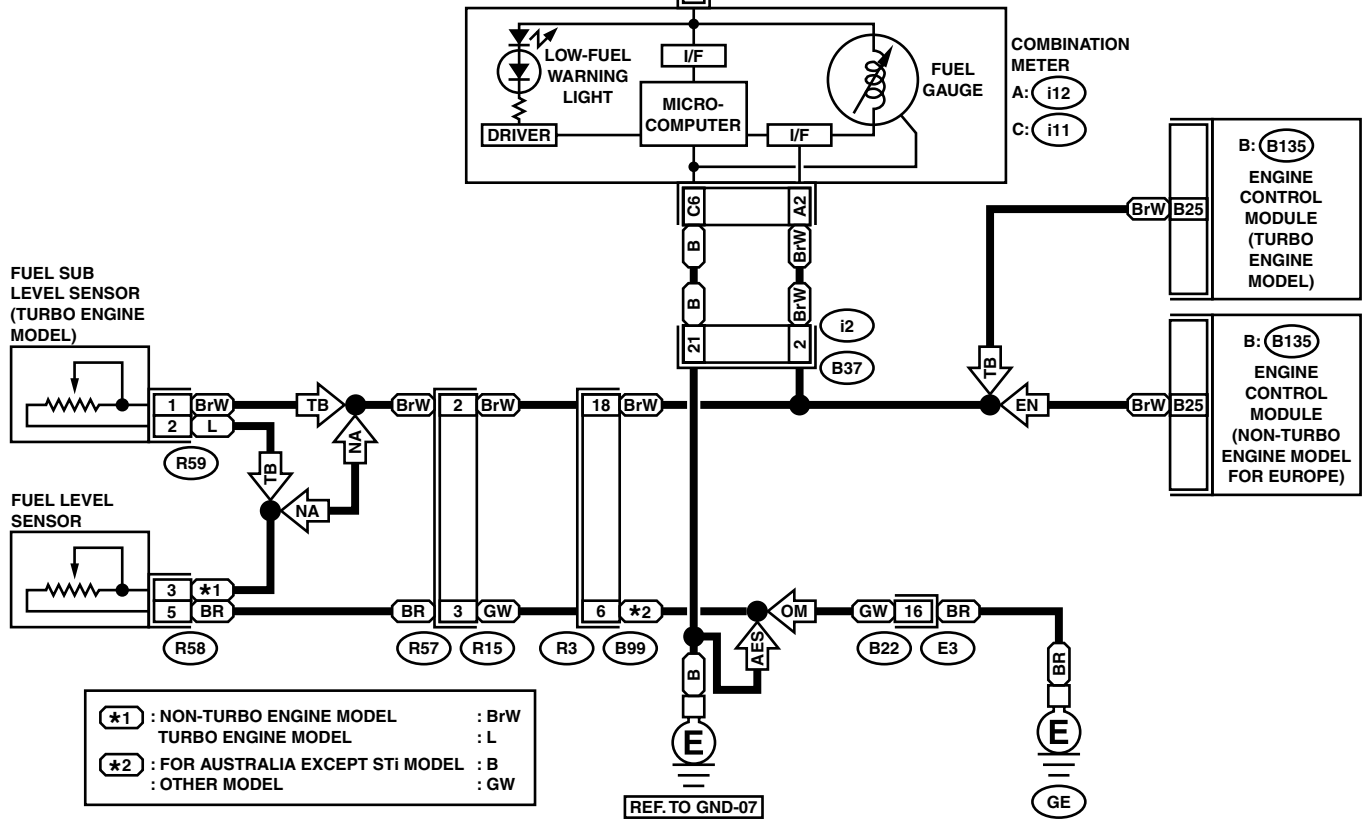 LOW-FUEL
WARNING
LIGHT
I/F
MICRO-
COMPUTER
DRIVER
I/F
FUEL
GAUGE
COMBINATION
METER
A: i12
C: i11
C6
A2
B
BrW
B
BrW
21
2
i2
B37
B: B135
ENGINE
CONTROL
MODULE
(TURBO
ENGINE
MODEL)
BrW B25
TB
B: B135
ENGINE
CONTROL
MODULE
(NON-TURBO
ENGINE MODEL
FOR EUROPE)
EN
BrW B25
FUEL SUB
LEVEL SENSOR
(TURBO ENGINE
MODEL)
1 BrW
2 L
R59
TB
NA
TB
NA
BrW 2 BrW
18 BrW
FUEL LEVEL
SENSOR
3 *1
5 BR
R58
BR 3 GW
6 *2
R57
R15
R3
B99
OM
AES
GW 16 BR
B22
E3
B
E
REF. TO GND-07
BR
E
GE
*1 : NON-TURBO ENGINE MODEL : BrW
TURBO ENGINE MODEL : L
*2 : FOR AUSTRALIA EXCEPT STi MODEL : B
: OTHER MODEL : GW